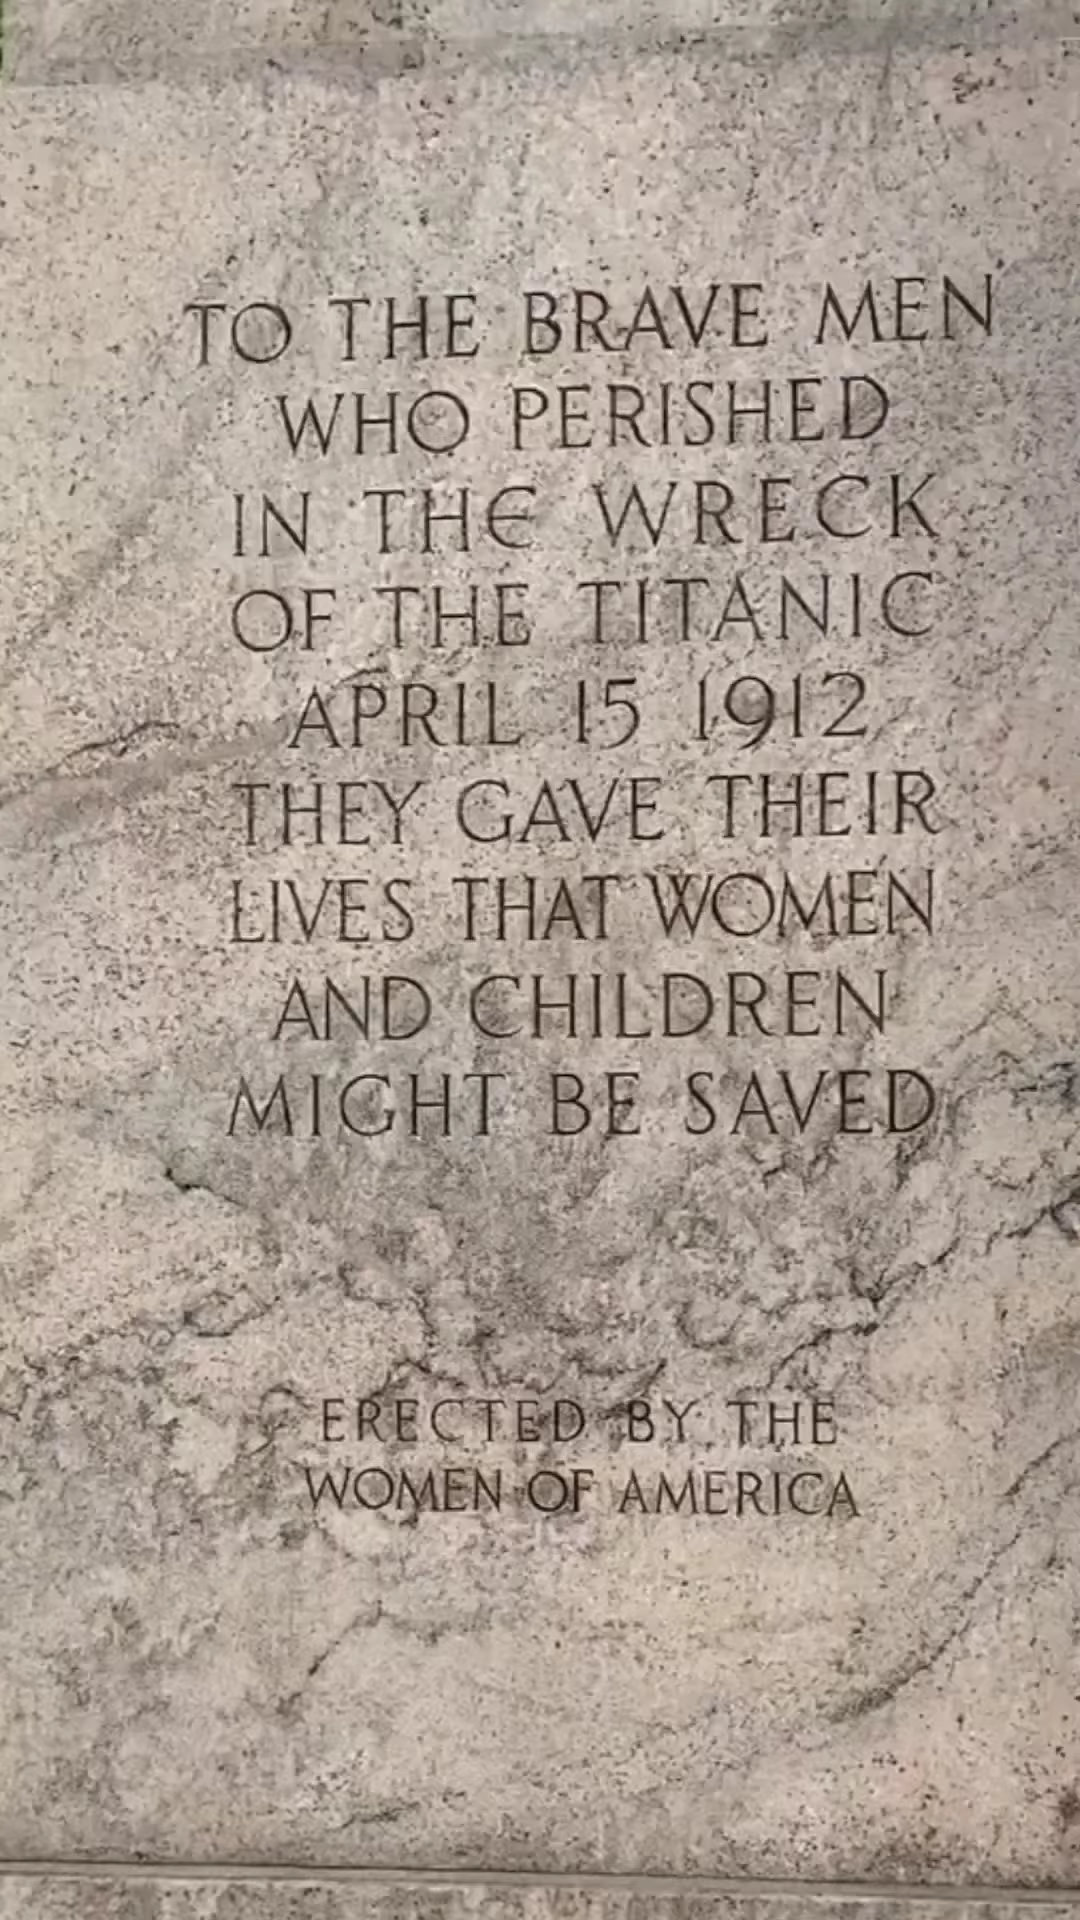 TO THE BRAVE MEN
WHO PERISHED
IN THE WRECK
OF THE TITANIC
APRIL 15 1912
THEY GAVE THEIR
LIVES THAT WOMEN
AND CHILDREN
MIGHT BE SAVED
ERECTED BY THE
WOMEN OF AMERICA